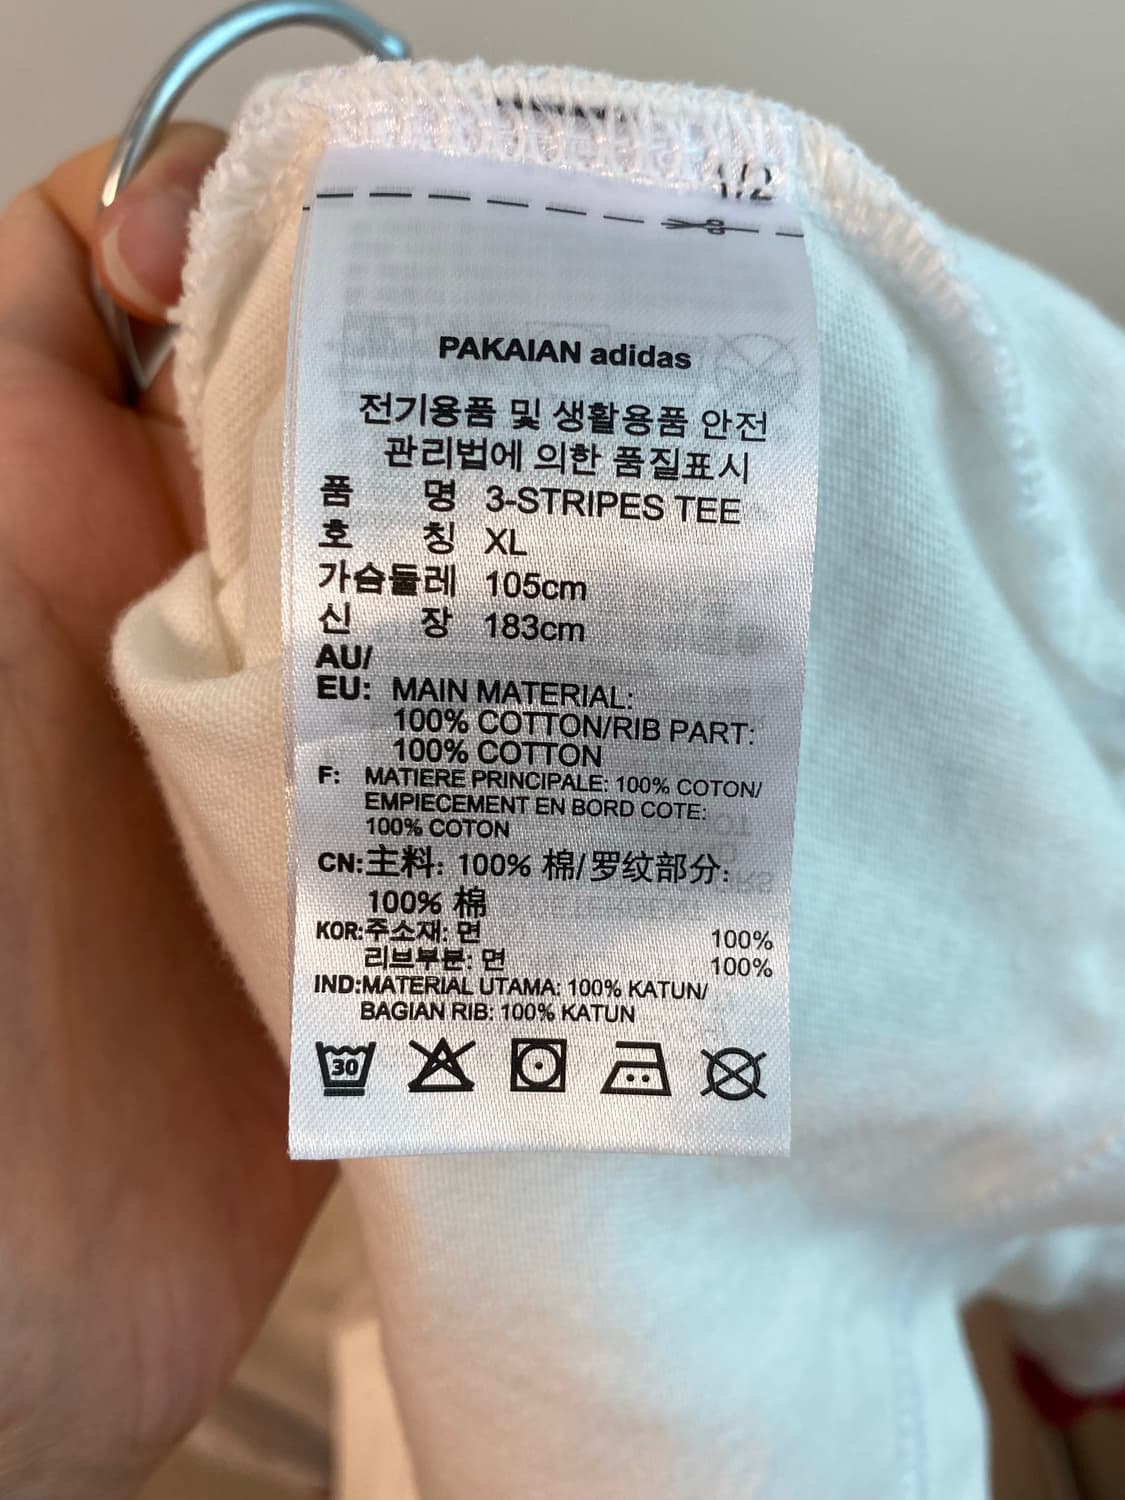 1/2
PAKAIAN adidas
전기용품 및 생활용품 안전
관리법에 의한 품질표시
품 명 3-STRIPES TEE
호 칭 XL
가슴둘레 105cm
신 장 183cm
AU/
EU: MAIN MATERIAL:
100% COTTON/RIB PART:
100% COTTON
F: MATIERE PRINCIPALE: 100% COTON/
EMPIECEMENT EN BORD COTE:
100% COTON
CN:主料: 100% 棉/罗纹部分:
100% 棉
KOR:주소재: 면 100%
리브부분: 면 100%
IND:MATERIAL UTAMA: 100% KATUN/
BAGIAN RIB: 100% KATUN
30